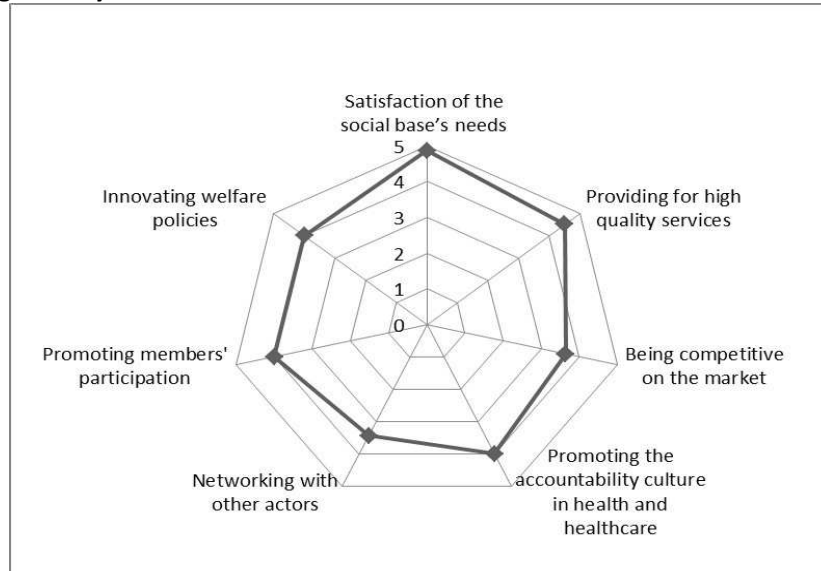 Satisfaction of the
social base's needs
5
4
3
2
1
0
Innovating welfare
policies
Providing for high
quality services
Promoting members'
participation
Being competitive
on the market
Networking with
other actors
Promoting the
accountability culture
in health and
healthcare